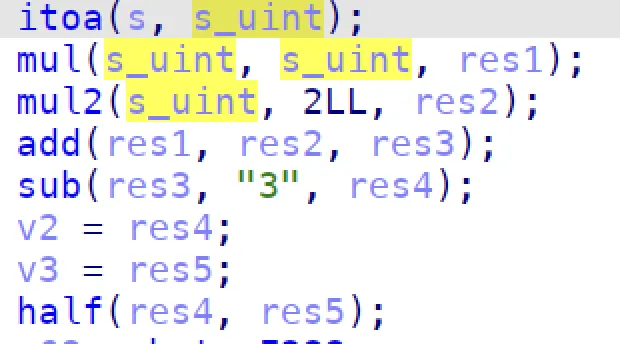 itoa(s, s_uint);
mul(s_uint, s_uint, res1);
mul2(s_uint, 2LL, res2);
add(res1, res2, res3);
sub(res3, "3", res4);
v2 = res4;
v3 = res5;
half(res4, res5);